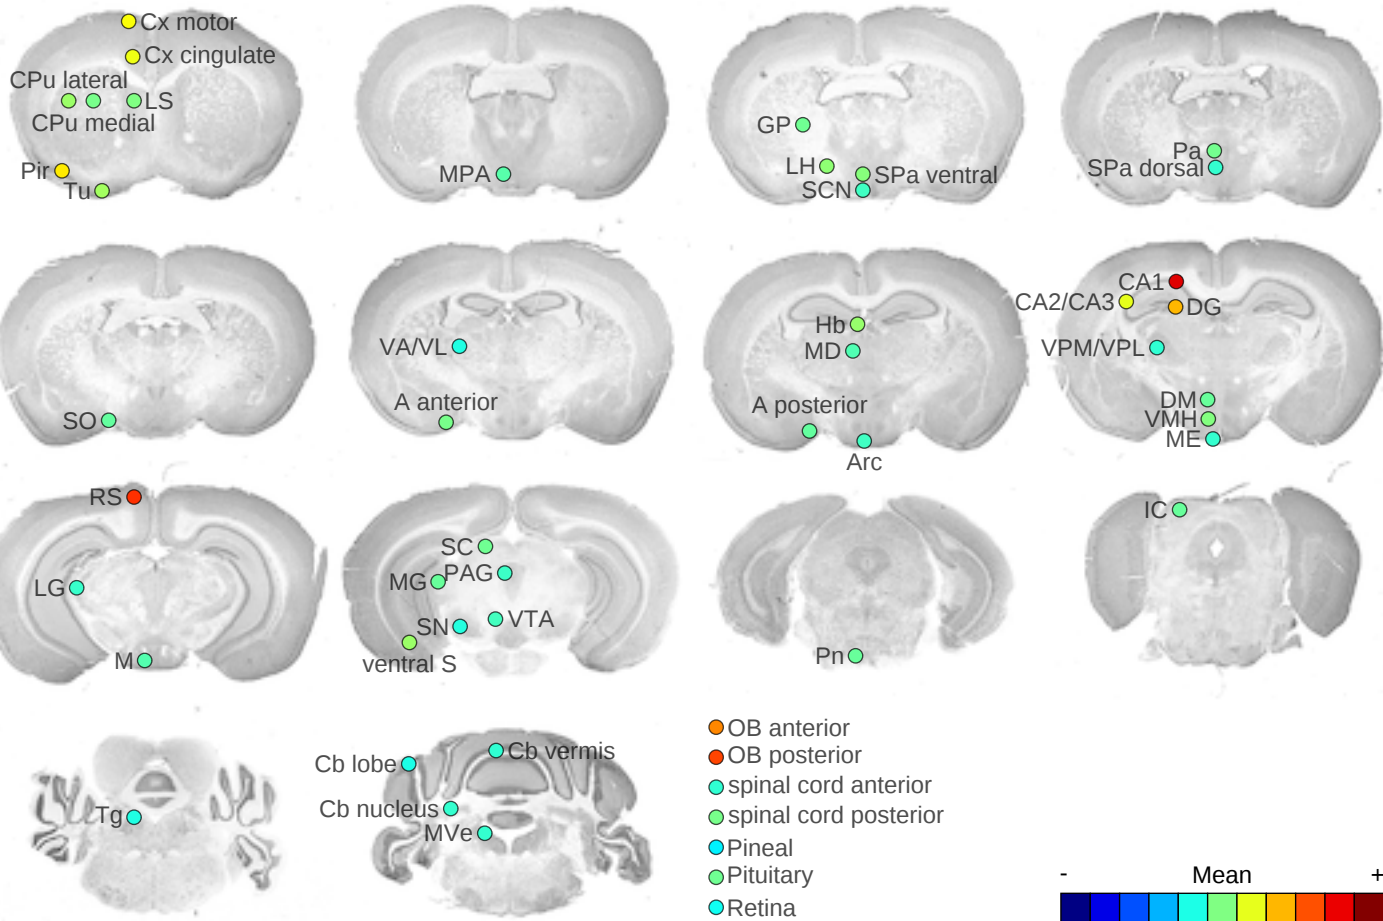 Cx motor
Cx cingulate
CPu lateral
LS
CPu medial
Pir
Tu
MPA
GP
LH
SPa ventral
SCN
Pa
SPa dorsal
SO
VA/VL
A anterior
Hb
MD
A posterior
Arc
CA1
CA2/CA3
DG
VPM/VPL
DM
VMH
ME
RS
LG
M
SC
PAG
MG
SN
VTA
ventral S
Pn
IC
Tg
Cb lobe
Cb vermis
Cb nucleus
MVe
OB anterior
OB posterior
spinal cord anterior
spinal cord posterior
Pineal
Pituitary
Retina
- Mean +